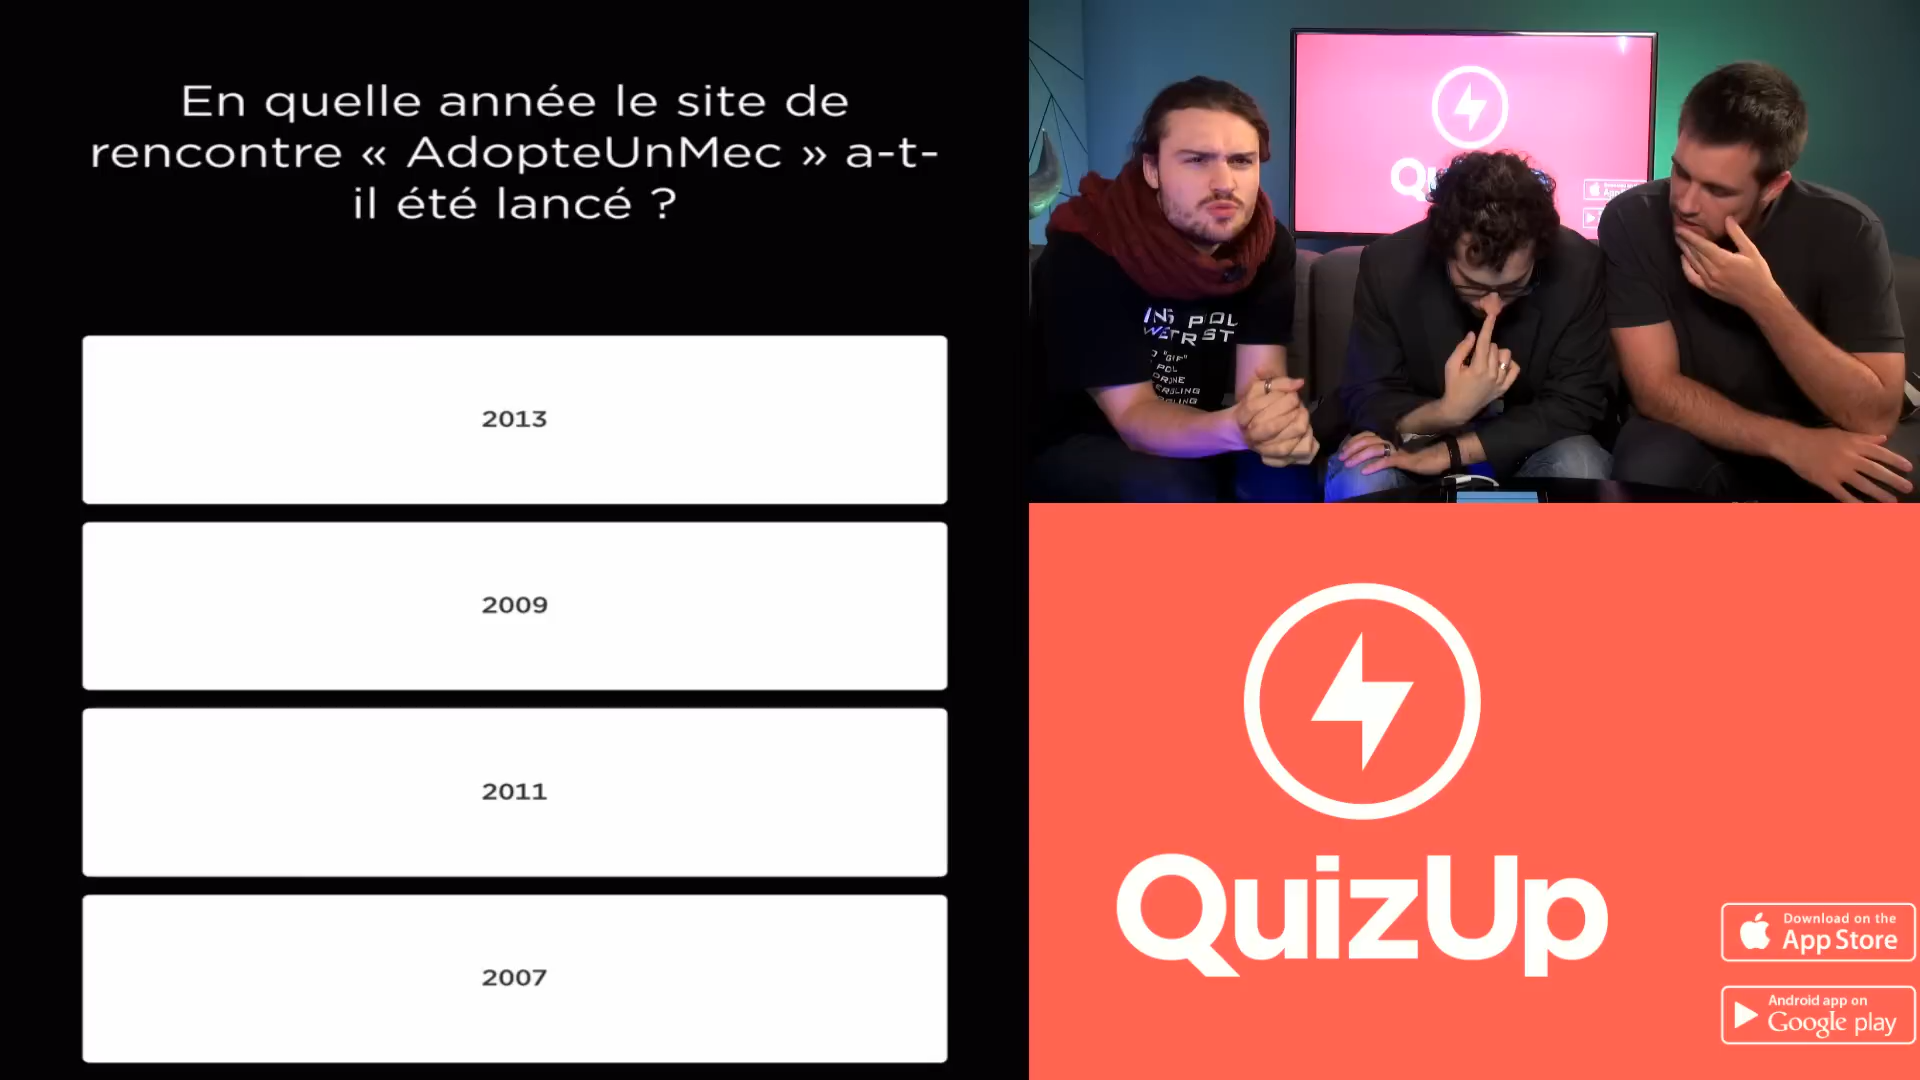 En quelle année le site de
rencontre « AdopteUnMec » a-t-
il été lancé ?
2013
2009
2011
2007
QuizUp
Download on the
App Store
Android app on
Google play